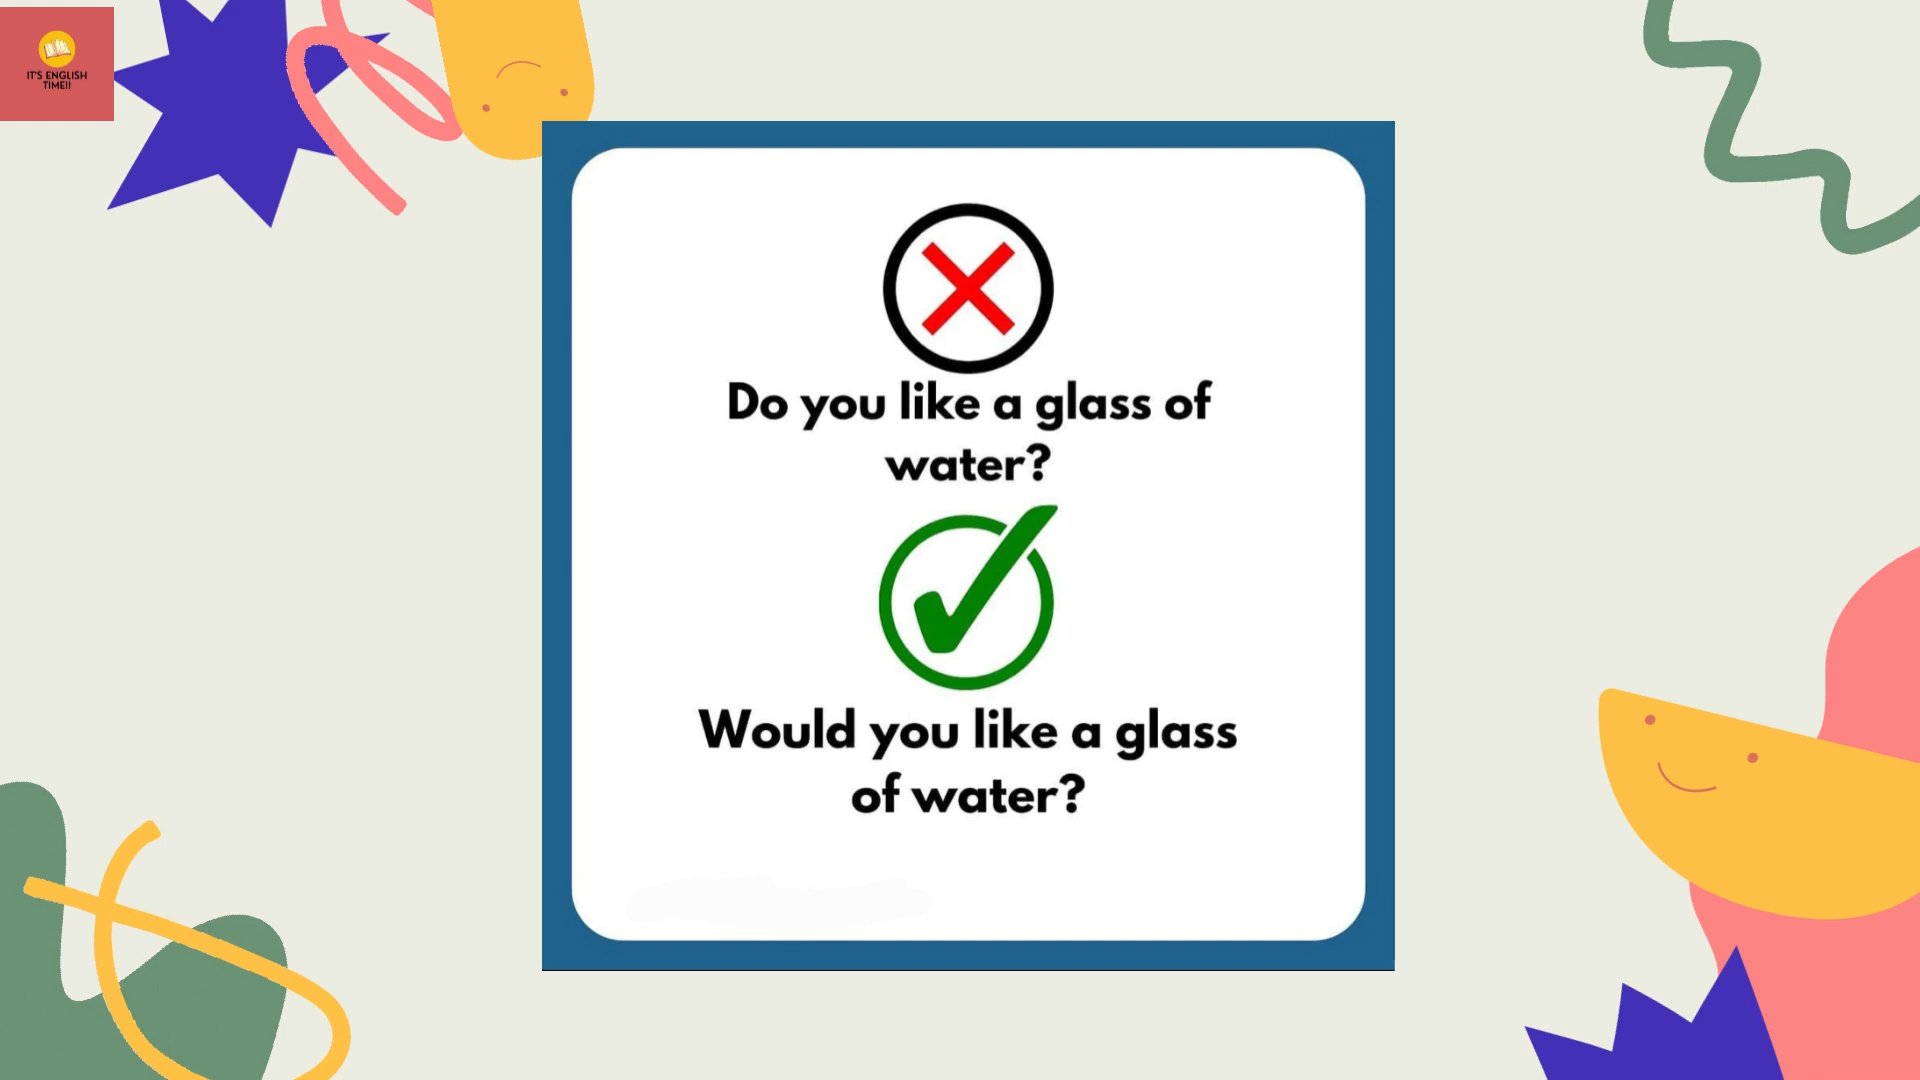 IT'S ENGLISH
TIME!!
Do you like a glass of
water?
Would you like a glass
of water?